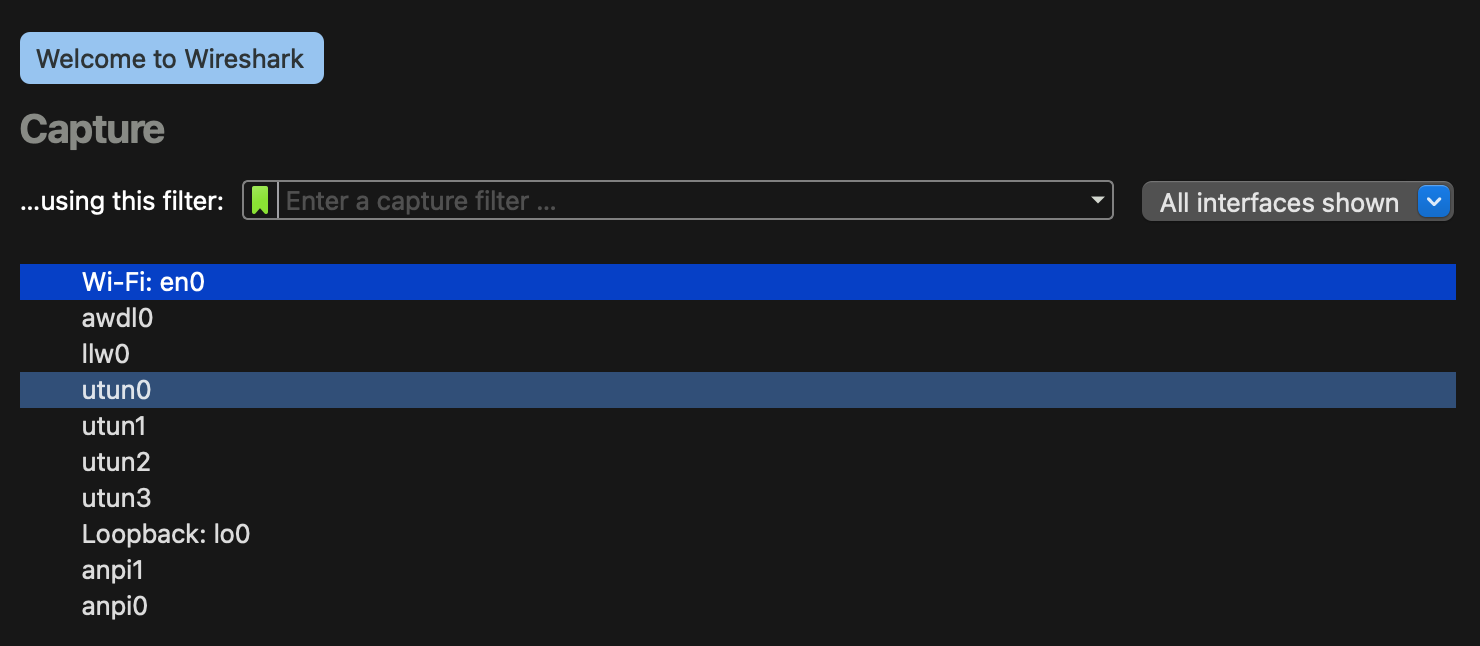 Welcome to Wireshark
Capture
...using this filter: Enter a capture filter ... All interfaces shown
Wi-Fi: en0
awdl0
llw0
utun0
utun1
utun2
utun3
Loopback: lo0
anpi1
anpi0